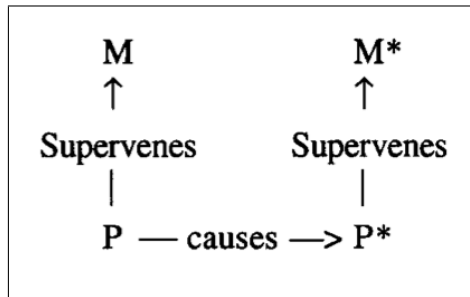 M M*
Supervenes Supervenes
P — causes —> P*